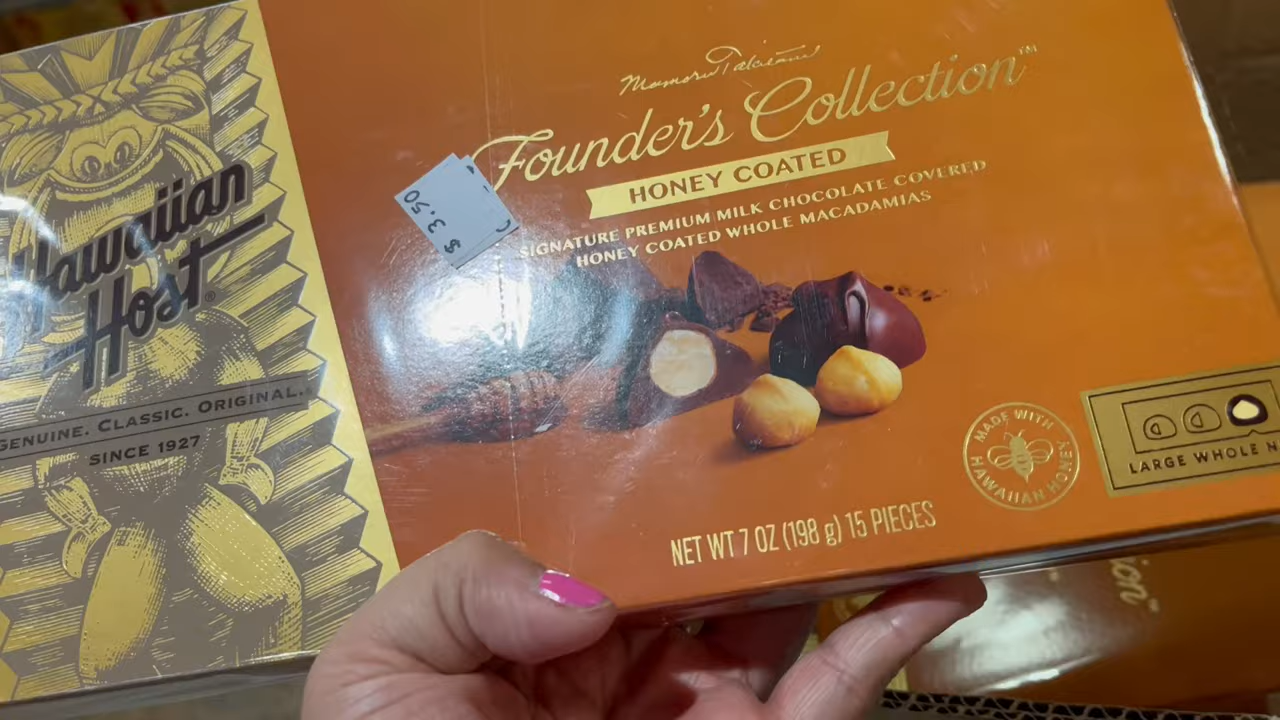 Hawaiian
Host®
GENUINE. CLASSIC. ORIGINAL.
SINCE 1927
Founder's Collection™
HONEY COATED
SIGNATURE PREMIUM MILK CHOCOLATE COVERED
HONEY COATED WHOLE MACADAMIAS
$ 3.50
MADE WITH
HAWAIIAN HONEY
LARGE WHOLE
NET WT 7 OZ (198 g) 15 PIECES